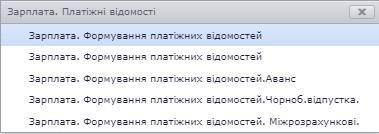 Зарплата. Платіжні відомості
Зарплата. Формування платіжних відомостей
Зарплата. Формування платіжних відомостей
Зарплата. Формування платіжних відомостей.Аванс
Зарплата. Формування платіжних відомостей.Чорноб.відпустка.
Зарплата. Формування платіжних відомостей. Міжрозрахункові.